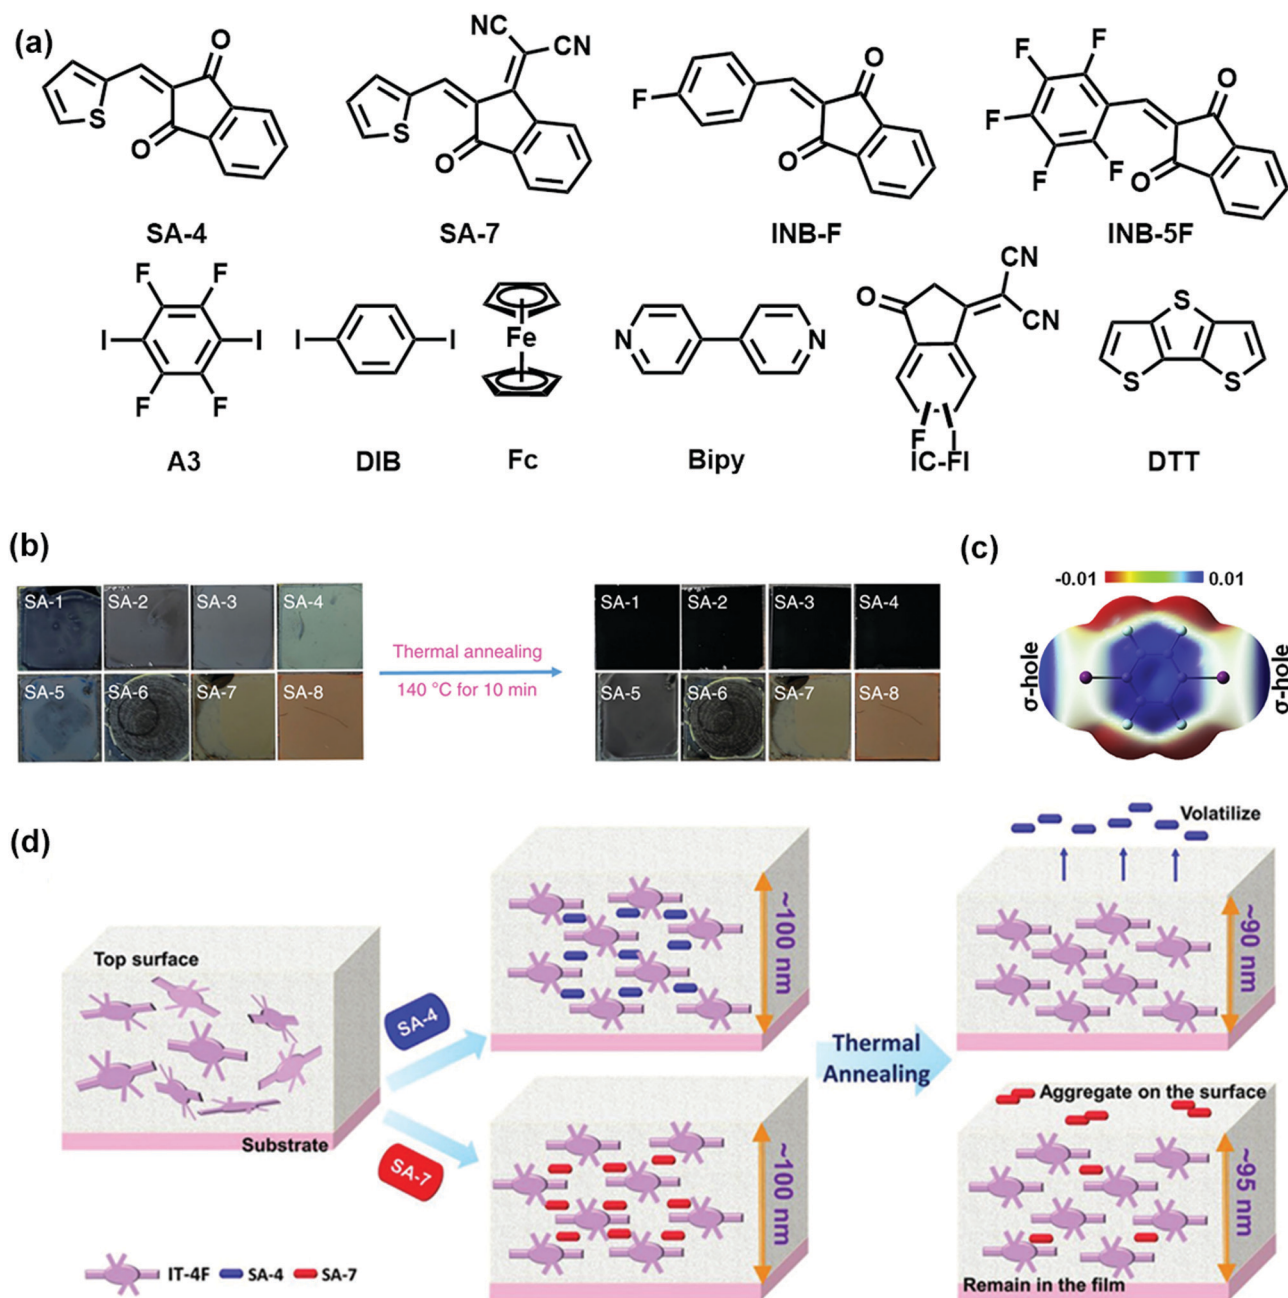 (a)
NC
CN
O
O
S
SA-4
S
O
SA-7
F
O
O
INB-F
F
F
F
F
F
O
O
INB-5F
F
F
I
I
F
F
A3
I
I
DIB
Fe
Fc
N
N
Bipy
O
CN
CN
F
I
IC-FI
S
S
S
DTT
(b)
SA-1 SA-2 SA-3 SA-4
SA-5 SA-6 SA-7 SA-8
Thermal annealing
140 °C for 10 min
SA-1 SA-2 SA-3 SA-4
SA-5 SA-6 SA-7 SA-8
(c)
-0.01 0.01
σ-hole
σ-hole
(d)
Top surface
Substrate
SA-4
SA-7
~100 nm
~100 nm
Thermal
Annealing
Volatilize
~90 nm
Aggregate on the surface
~95 nm
Remain in the film
IT-4F SA-4 SA-7